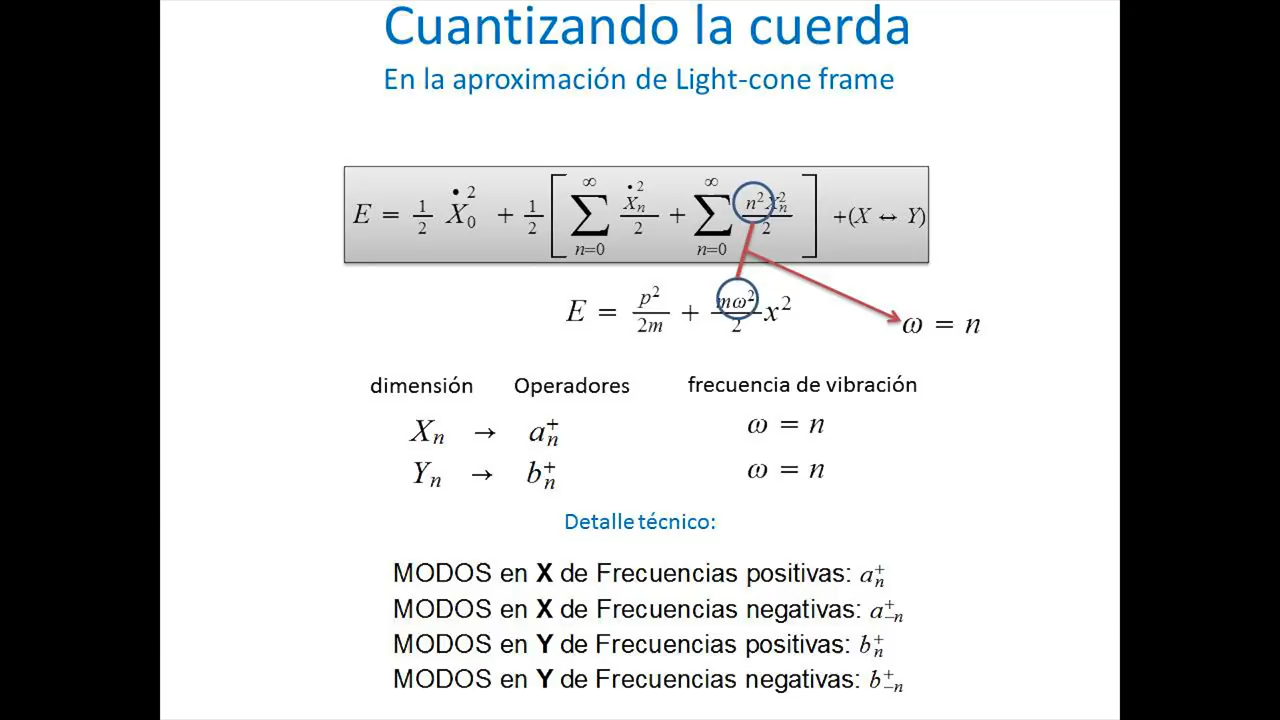 Cuantizando la cuerda
En la aproximación de Light-cone frame
E = 1/2 Ẋ₀² + 1/2 [ ∑_{n=0}^{∞} Ẋₙ²/2 + ∑_{n=0}^{∞} n²Xₙ²/2 ] +(X ↔ Y)
E = p²/2m + mω²/2 x²
ω = n
dimensión Operadores frecuencia de vibración
Xₙ → aₙ⁺ ω = n
Yₙ → bₙ⁺ ω = n
Detalle técnico:
MODOS en X de Frecuencias positivas: aₙ⁺
MODOS en X de Frecuencias negativas: a₋ₙ⁺
MODOS en Y de Frecuencias positivas: bₙ⁺
MODOS en Y de Frecuencias negativas: b₋ₙ⁺